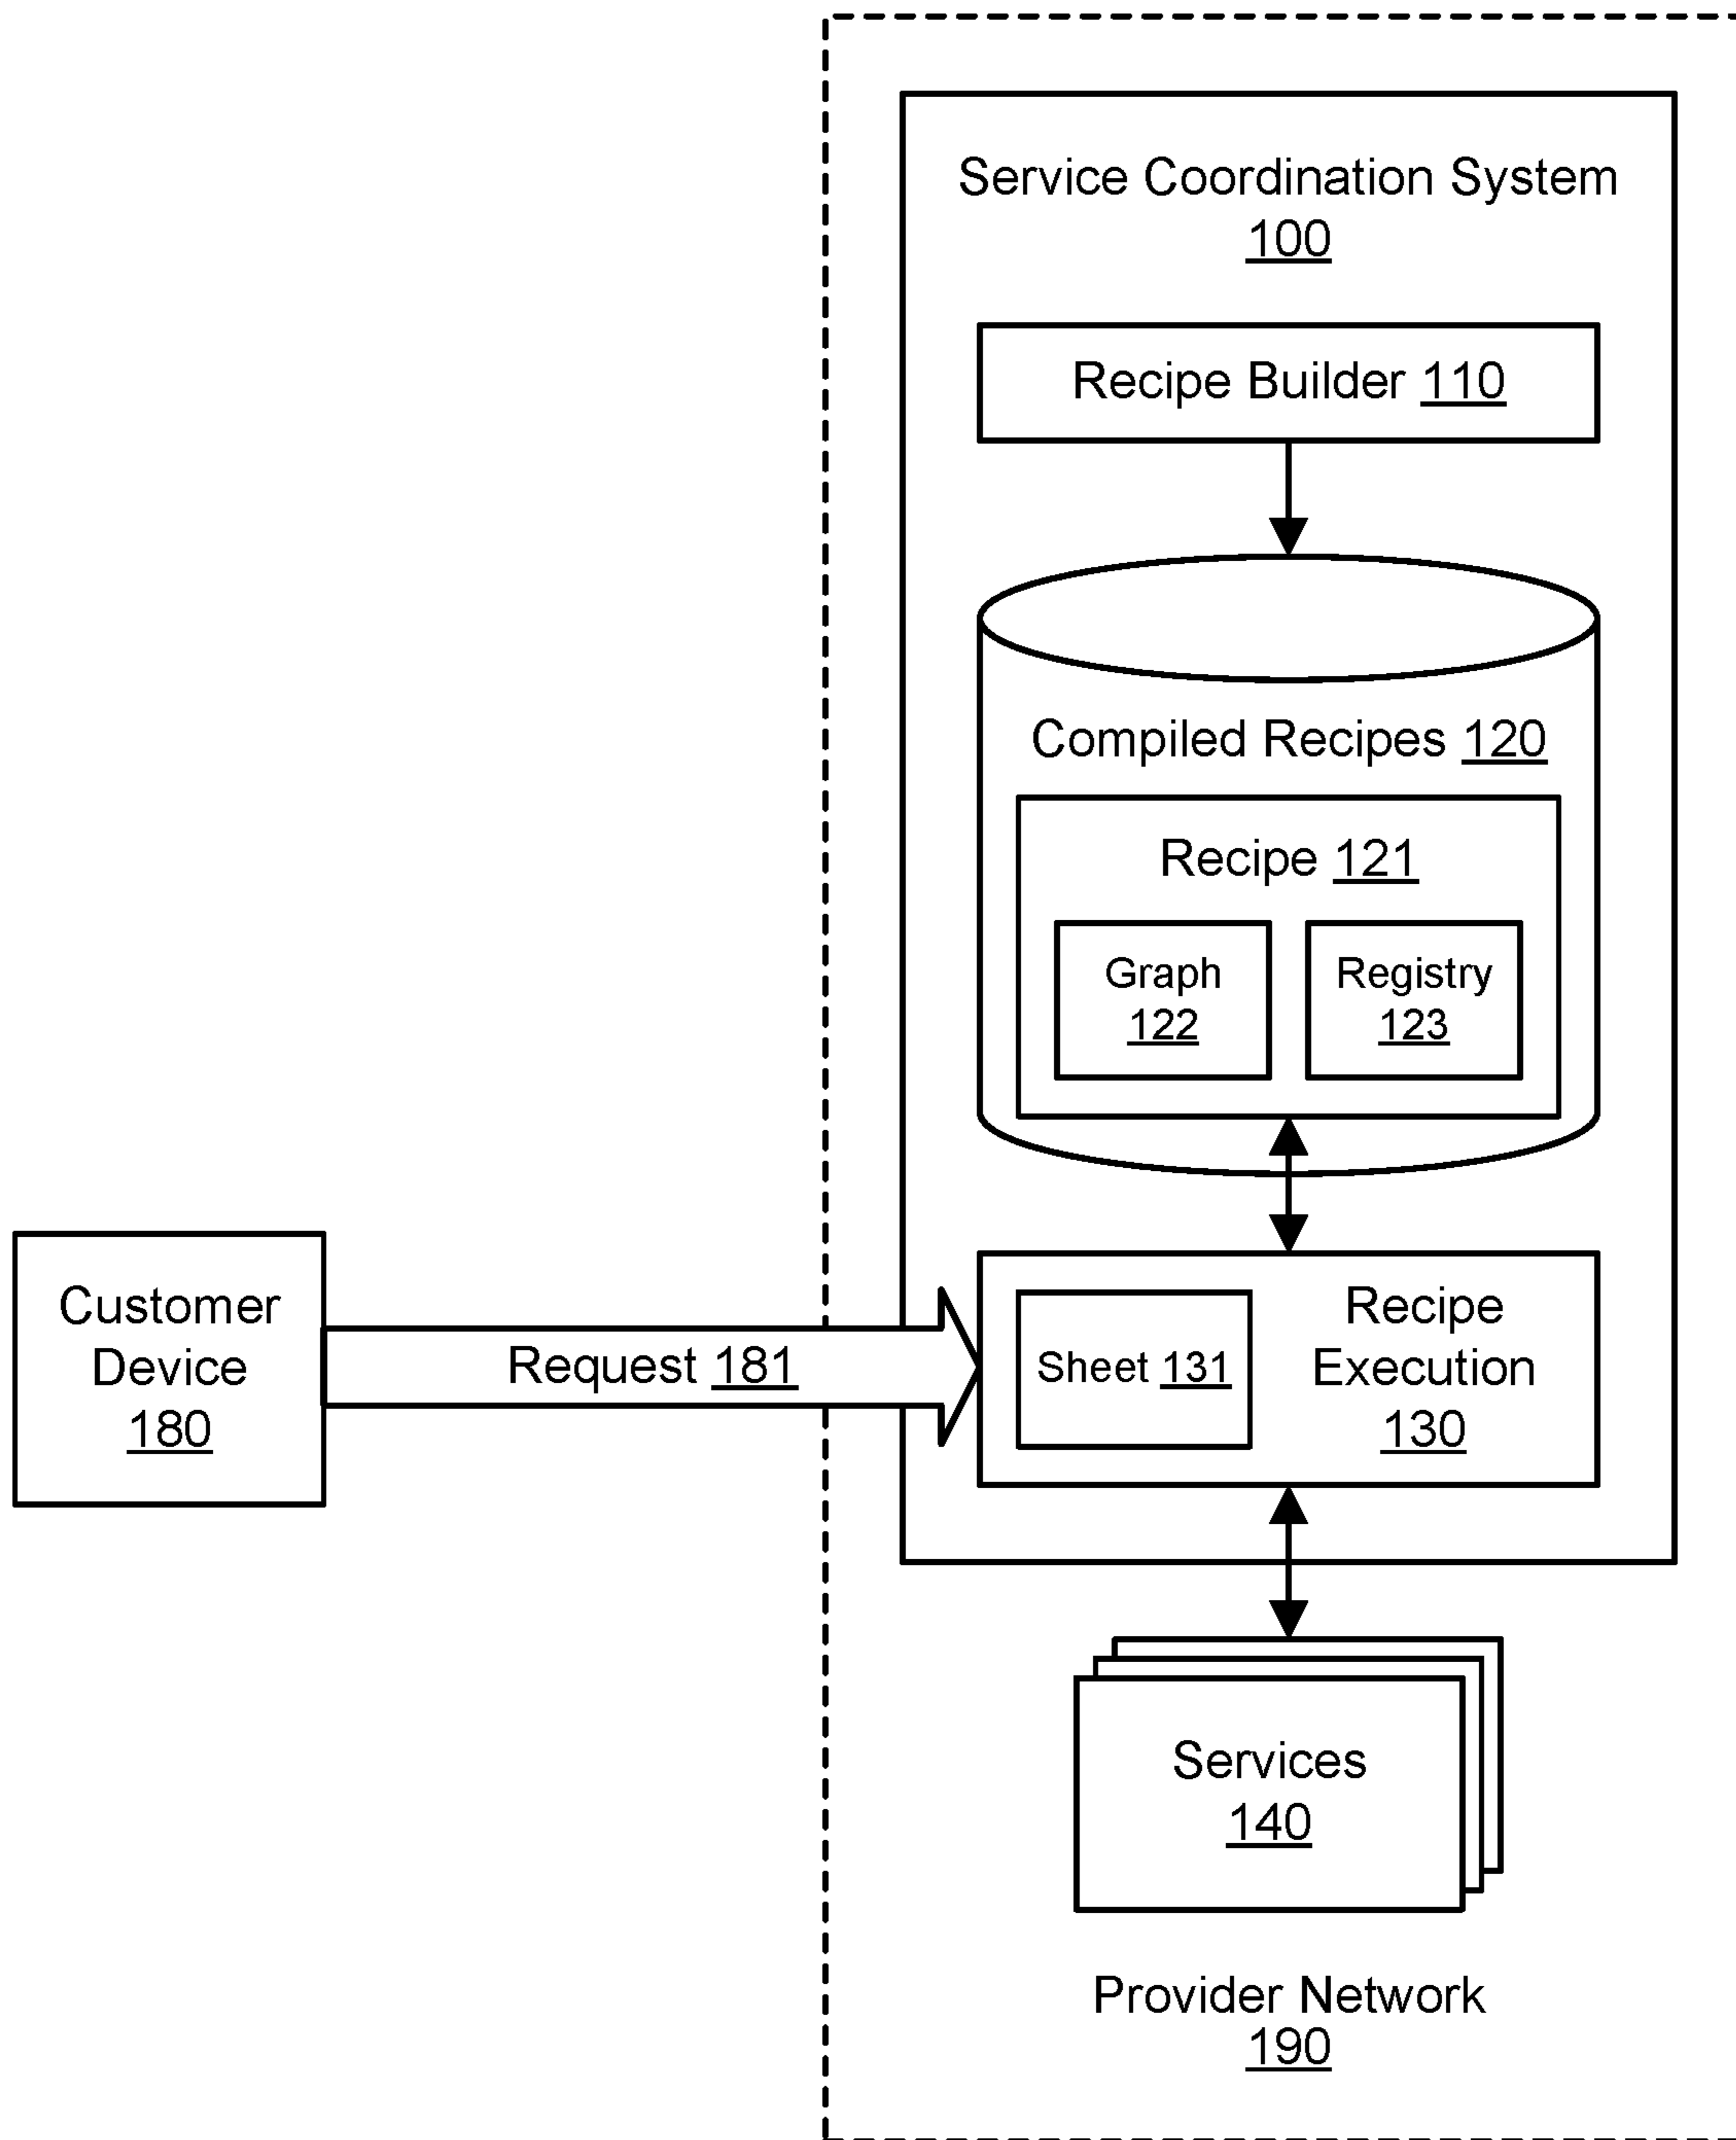 Service Coordination System
100
Recipe Builder 110
Compiled Recipes 120
Recipe 121
Graph
122
Registry
123
Customer
Device
180
Request 181
Sheet 131
Recipe
Execution
130
Services
140
Provider Network
190